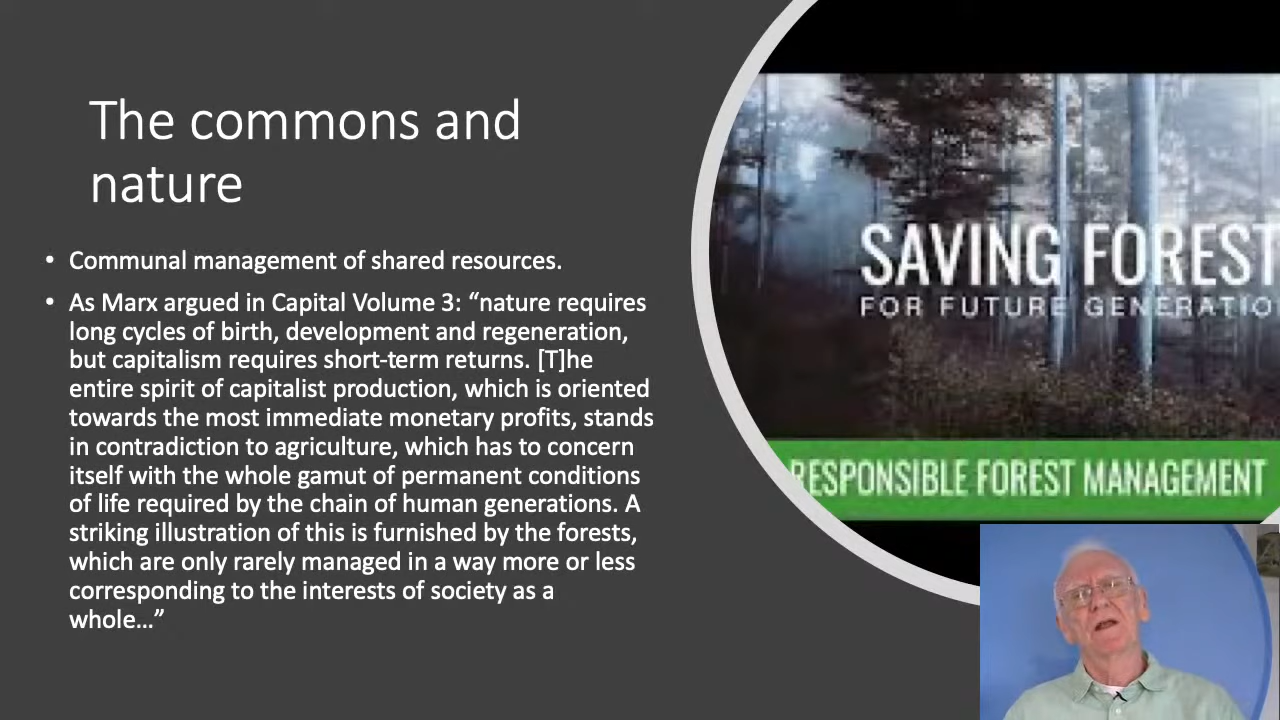 The commons and
nature
• Communal management of shared resources.
• As Marx argued in Capital Volume 3: “nature requires
long cycles of birth, development and regeneration,
but capitalism requires short-term returns. [T]he
entire spirit of capitalist production, which is oriented
towards the most immediate monetary profits, stands
in contradiction to agriculture, which has to concern
itself with the whole gamut of permanent conditions
of life required by the chain of human generations. A
striking illustration of this is furnished by the forests,
which are only rarely managed in a way more or less
corresponding to the interests of society as a
whole…”
SAVING FOREST
FOR FUTURE GENERATIO
RESPONSIBLE FOREST MANAGEMENT